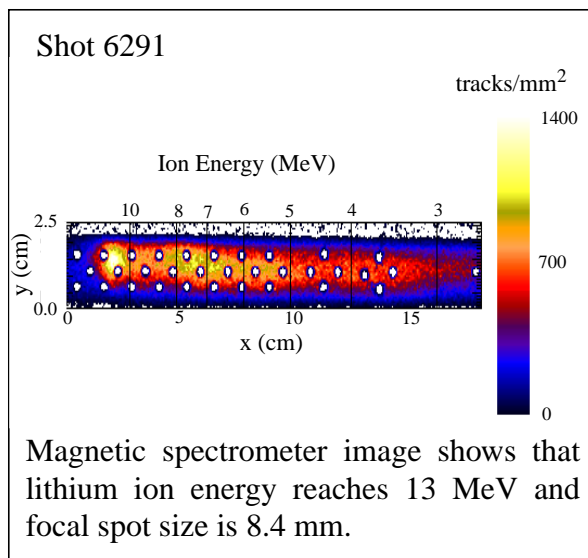 Shot 6291
tracks/mm²
1400
Ion Energy (MeV)
10 8 7 6 5 4 3
2.5
y (cm)
700
0.0
0 5 10 15
x (cm)
0
Magnetic spectrometer image shows that
lithium ion energy reaches 13 MeV and
focal spot size is 8.4 mm.